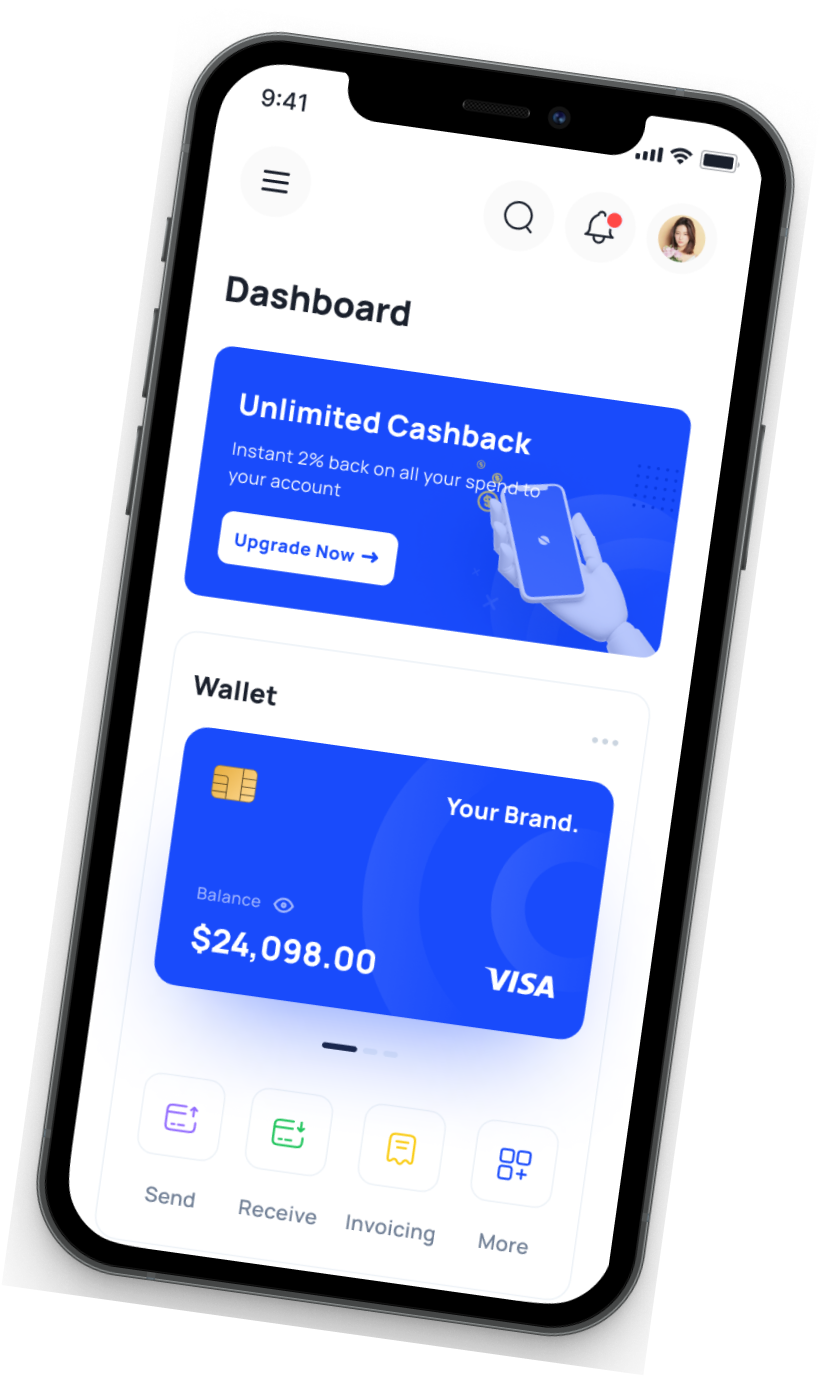 9:41
Dashboard
Unlimited Cashback
Instant 2% back on all your spend to
your account
Upgrade Now →
Wallet
Your Brand.
Balance
$24,098.00
VISA
Send
Receive
Invoicing
More